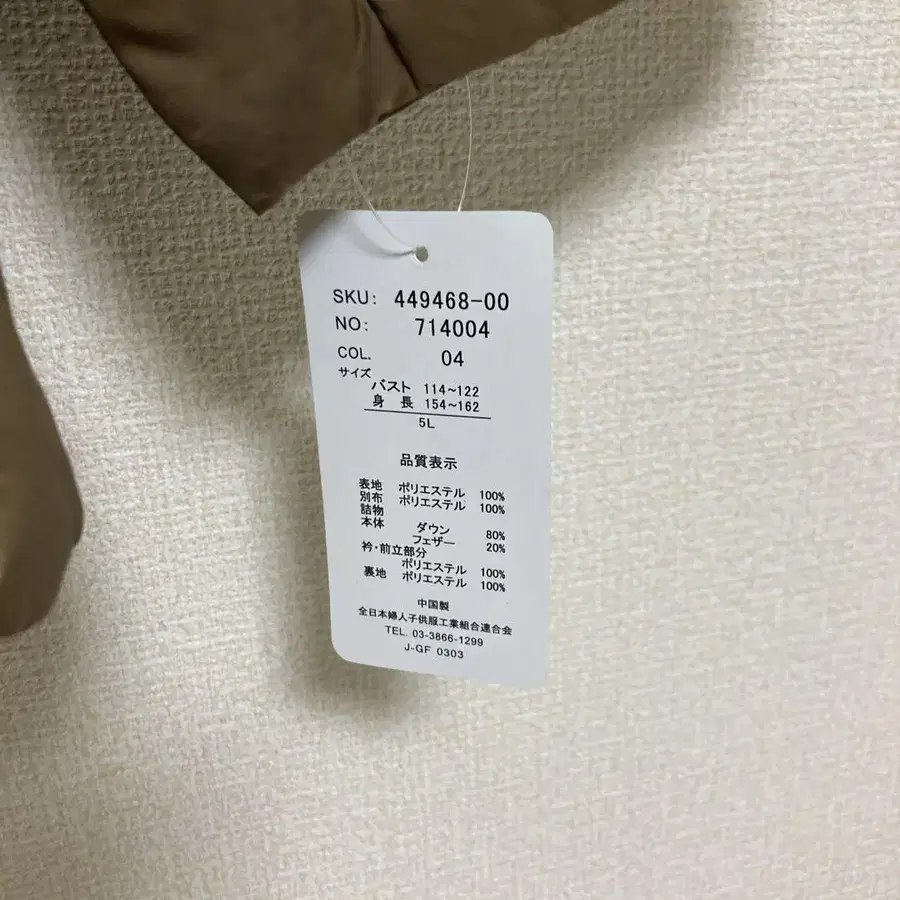 SKU: 449468-00
NO: 714004
COL. 04
サイズ
バスト 114~122
身 長 154~162
5L
品質表示
表地 ポリエステル 100%
別布 ポリエステル 100%
詰物
本体 ダウン 80%
フェザー 20%
衿・前立部分
ポリエステル 100%
裏地 ポリエステル 100%
中国製
全日本婦人子供服工業組合連合会
TEL. 03-3866-1299
J-GF 0303